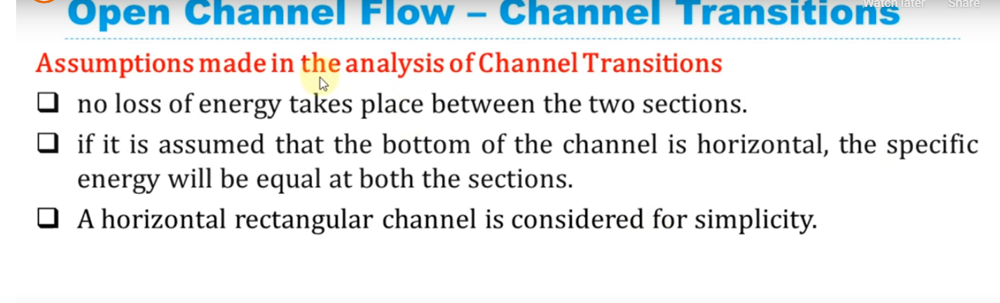 Watch later Share
Open Channel Flow – Channel Transitions
Assumptions made in the analysis of Channel Transitions
❑ no loss of energy takes place between the two sections.
❑ if it is assumed that the bottom of the channel is horizontal, the specific
energy will be equal at both the sections.
❑ A horizontal rectangular channel is considered for simplicity.